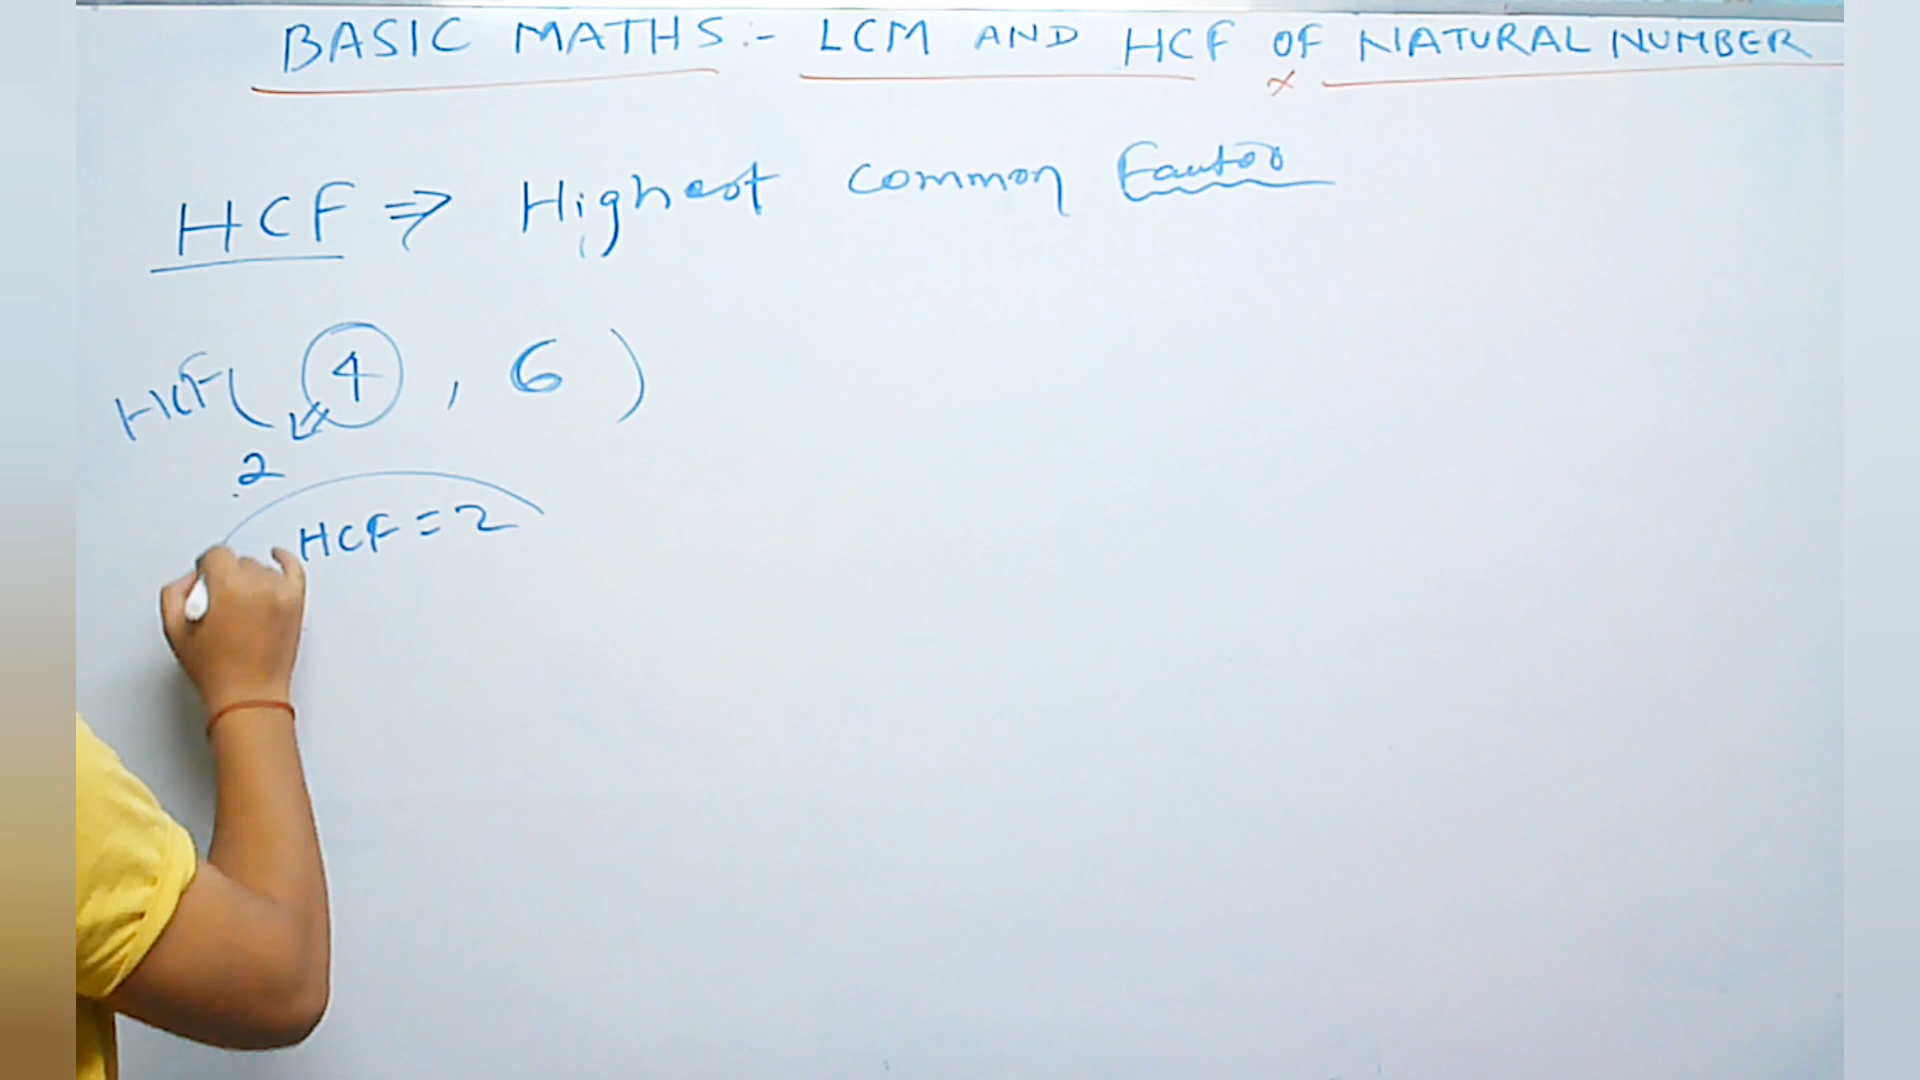 BASIC MATHS :- LCM AND HCF OF NATURAL NUMBER
HCF ⇒ Highest common Factor
HCF( 4 , 6 )
2
HCF = 2